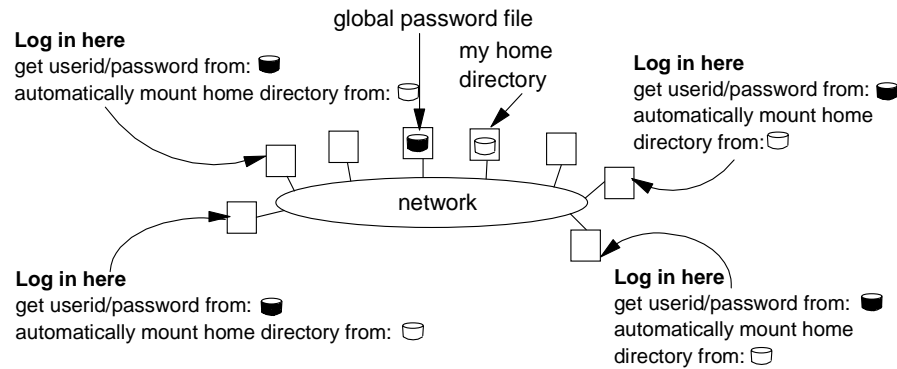 global password file
my home
directory
Log in here
get userid/password from:
automatically mount home directory from:
Log in here
get userid/password from:
automatically mount home
directory from:
network
Log in here
get userid/password from:
automatically mount home directory from:
Log in here
get userid/password from:
automatically mount home
directory from: